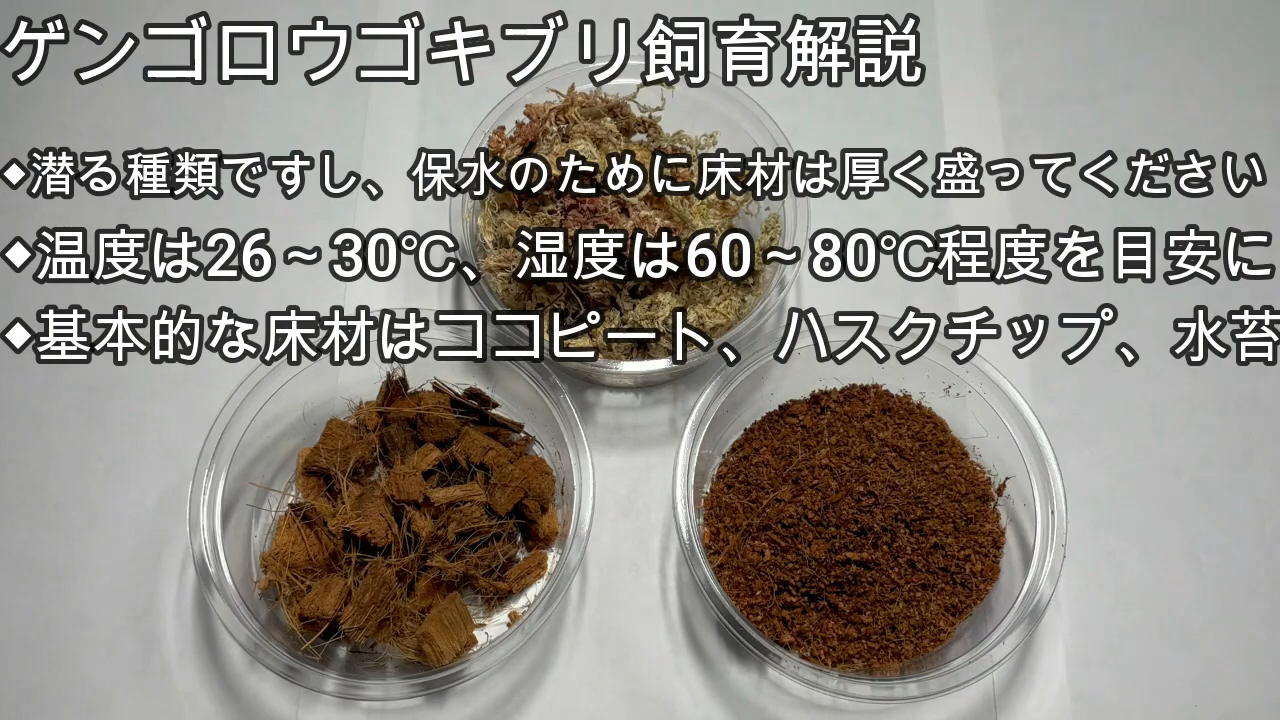 ゲンゴロウゴキブリ飼育解説
◆潜る種類ですし、保水のために床材は厚く盛ってください
◆温度は26～30℃、湿度は60～80℃程度を目安に
◆基本的な床材はココピート、ハスクチップ、水苔